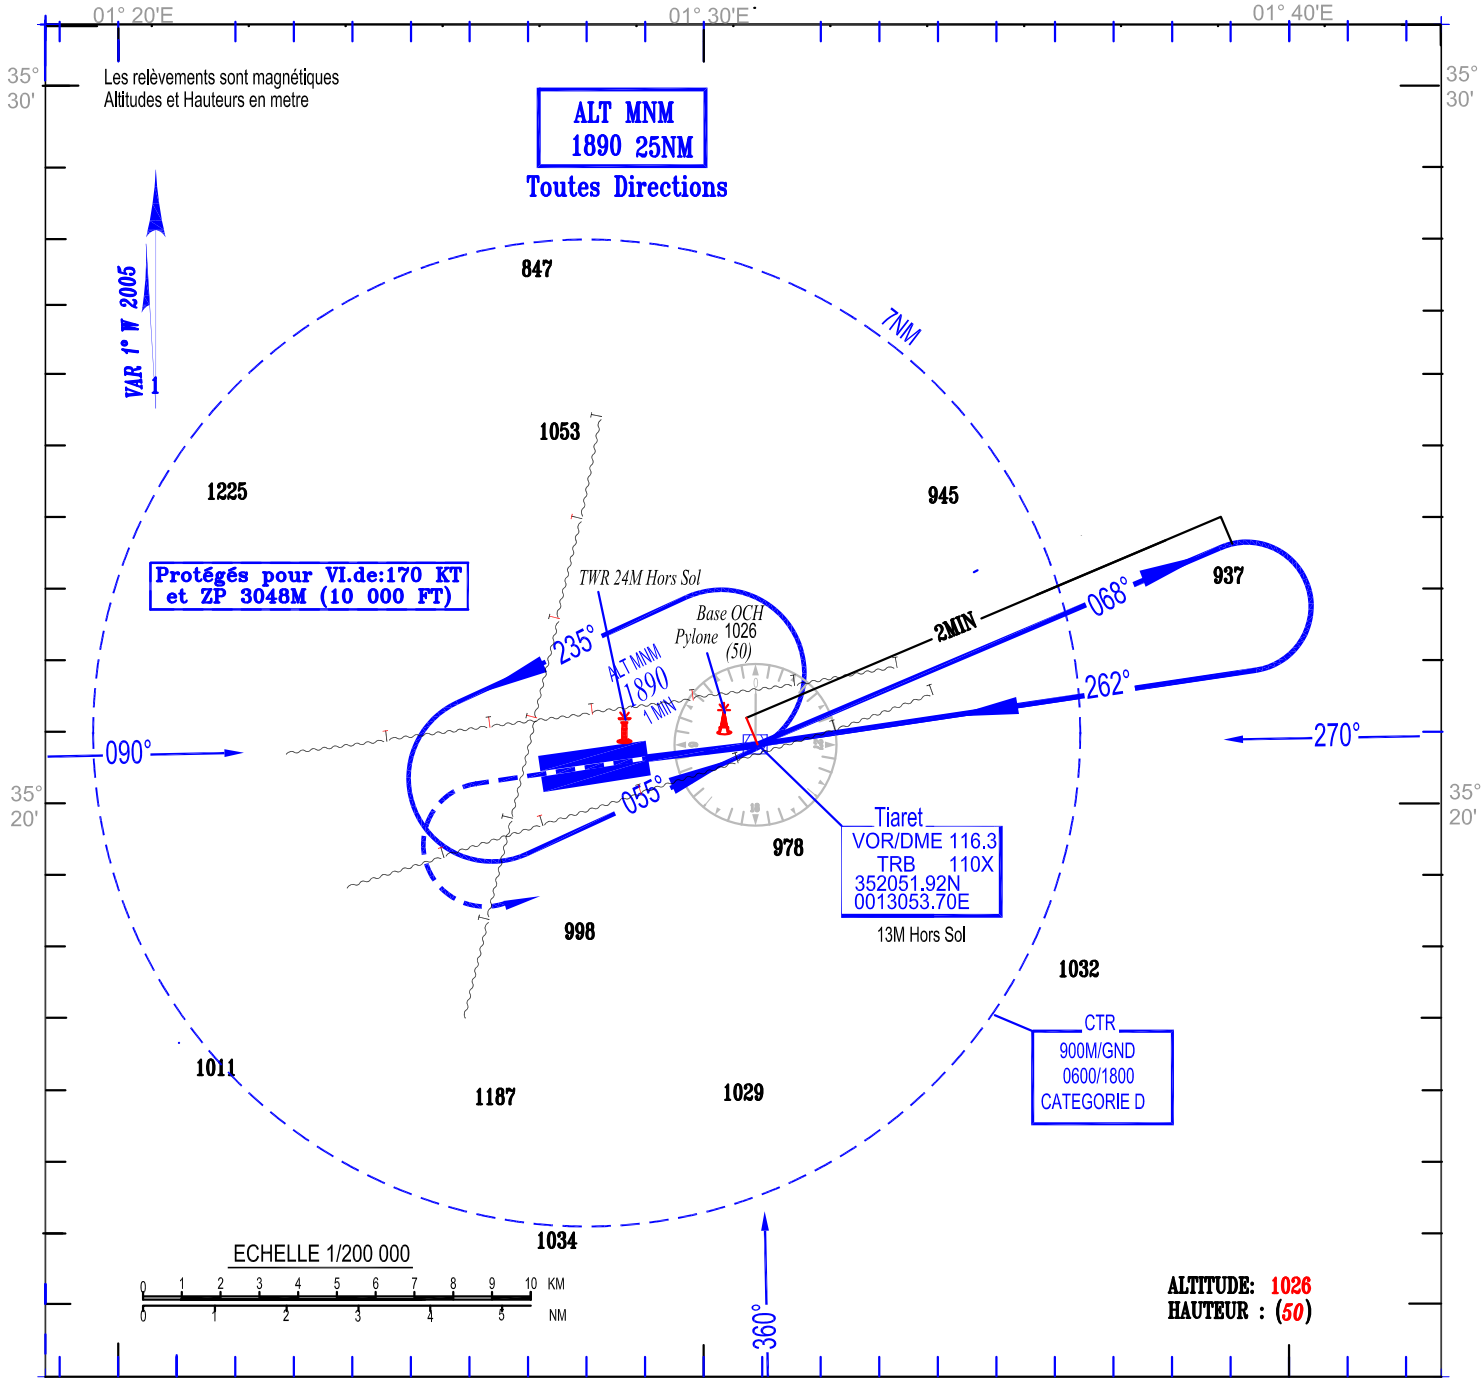 01° 20'E
01° 30'E
01° 40'E
35°
30'
35°
30'
Les relèvements sont magnétiques
Altitudes et Hauteurs en metre
ALT MNM
1890 25NM
Toutes Directions
VAR 1° W 2005
1
847
7NM
1053
1225
945
Protégés pour VI.de:170 KT
et ZP 3048M (10 000 FT)
TWR 24M Hors Sol
Base OCH
Pylone 1026
(50)
937
068°
2MIN
235°
ALT MNM
1890
1 MIN
262°
090°
270°
055°
35°
20'
35°
20'
Tiaret
VOR/DME 116.3
TRB 110X
352051.92N
0013053.70E
13M Hors Sol
978
998
1032
CTR
900M/GND
0600/1800
CATEGORIE D
1011
1187
1029
1034
360°
ECHELLE 1/200 000
0 1 2 3 4 5 6 7 8 9 10 KM
0 1 2 3 4 5 NM
ALTITUDE: 1026
HAUTEUR : (50)